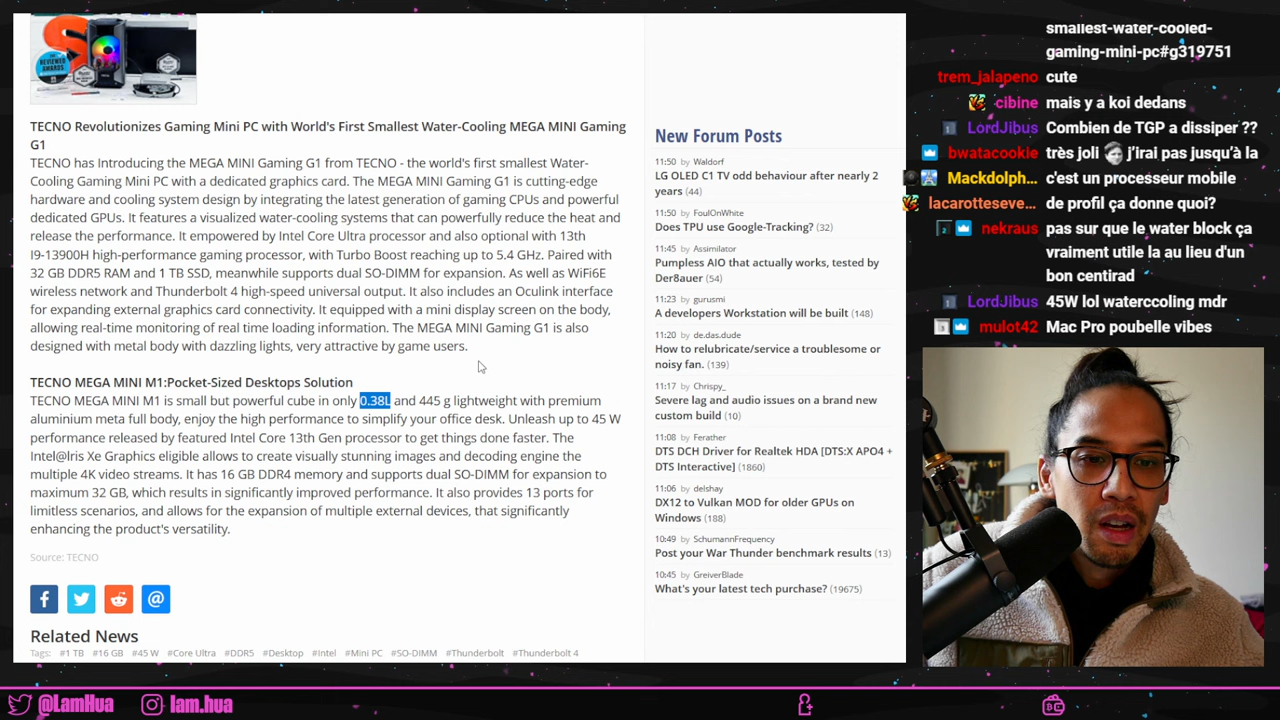 TECNO Revolutionizes Gaming Mini PC with World's First Smallest Water-Cooling MEGA MINI Gaming
G1
TECNO has Introducing the MEGA MINI Gaming G1 from TECNO - the world's first smallest Water-
Cooling Gaming Mini PC with a dedicated graphics card. The MEGA MINI Gaming G1 is cutting-edge
hardware and cooling system design by integrating the latest generation of gaming CPUs and powerful
dedicated GPUs. It features a visualized water-cooling systems that can powerfully reduce the heat and
release the performance. It empowered by Intel Core Ultra processor and also optional with 13th
I9-13900H high-performance gaming processor, with Turbo Boost reaching up to 5.4 GHz. Paired with
32 GB DDR5 RAM and 1 TB SSD, meanwhile supports dual SO-DIMM for expansion. As well as WiFi6E
wireless network and Thunderbolt 4 high-speed universal output. It also includes an Oculink interface
for expanding external graphics card connectivity. It equipped with a mini display screen on the body,
allowing real-time monitoring of real time loading information. The MEGA MINI Gaming G1 is also
designed with metal body with dazzling lights, very attractive by game users.
TECNO MEGA MINI M1:Pocket-Sized Desktops Solution
TECNO MEGA MINI M1 is small but powerful cube in only 0.38L and 445 g lightweight with premium
aluminium meta full body, enjoy the high performance to simplify your office desk. Unleash up to 45 W
performance released by featured Intel Core 13th Gen processor to get things done faster. The
Intel@Iris Xe Graphics eligible allows to create visually stunning images and decoding engine the
multiple 4K video streams. It has 16 GB DDR4 memory and supports dual SO-DIMM for expansion to
maximum 32 GB, which results in significantly improved performance. It also provides 13 ports for
limitless scenarios, and allows for the expansion of multiple external devices, that significantly
enhancing the product's versatility.
Source: TECNO
Related News
Tags: #1 TB #16 GB #45 W #Core Ultra #DDR5 #Desktop #Intel #Mini PC #SO-DIMM #Thunderbolt #Thunderbolt 4
New Forum Posts
11:50 by Waldorf
LG OLED C1 TV odd behaviour after nearly 2
years (44)
11:50 by FoulOnWhite
Does TPU use Google-Tracking? (32)
11:45 by Assimilator
Pumpless AIO that actually works, tested by
Der8auer (54)
11:23 by gurusmi
A developers Workstation will be built (148)
11:20 by de.das.dude
How to relubricate/service a troublesome or
noisy fan. (139)
11:17 by Chrispy_
Severe lag and audio issues on a brand new
custom build (10)
11:08 by Ferather
DTS DCH Driver for Realtek HDA [DTS:X APO4 +
DTS Interactive] (1860)
11:06 by delshay
DX12 to Vulkan MOD for older GPUs on
Windows (188)
10:49 by SchumannFrequency
Post your War Thunder benchmark results (13)
10:45 by GreiverBlade
What's your latest tech purchase? (19675)
smallest-water-cooled-
gaming-mini-pc#g319751
trem_jalapeno cute
cibine mais y a koi dedans
LordJibus Combien de TGP a dissiper ??
bwatacookie très joli j'irai pas jusqu'à la
Mackdolph... c'est un processeur mobile
lacarotteseve... de profil ça donne quoi?
nekraus pas sur que le water block ça
vraiment utile la au lieu d'un
bon centirad
LordJibus 45W lol waterccoling mdr
mulot42 Mac Pro poubelle vibes
@LamHua lam.hua